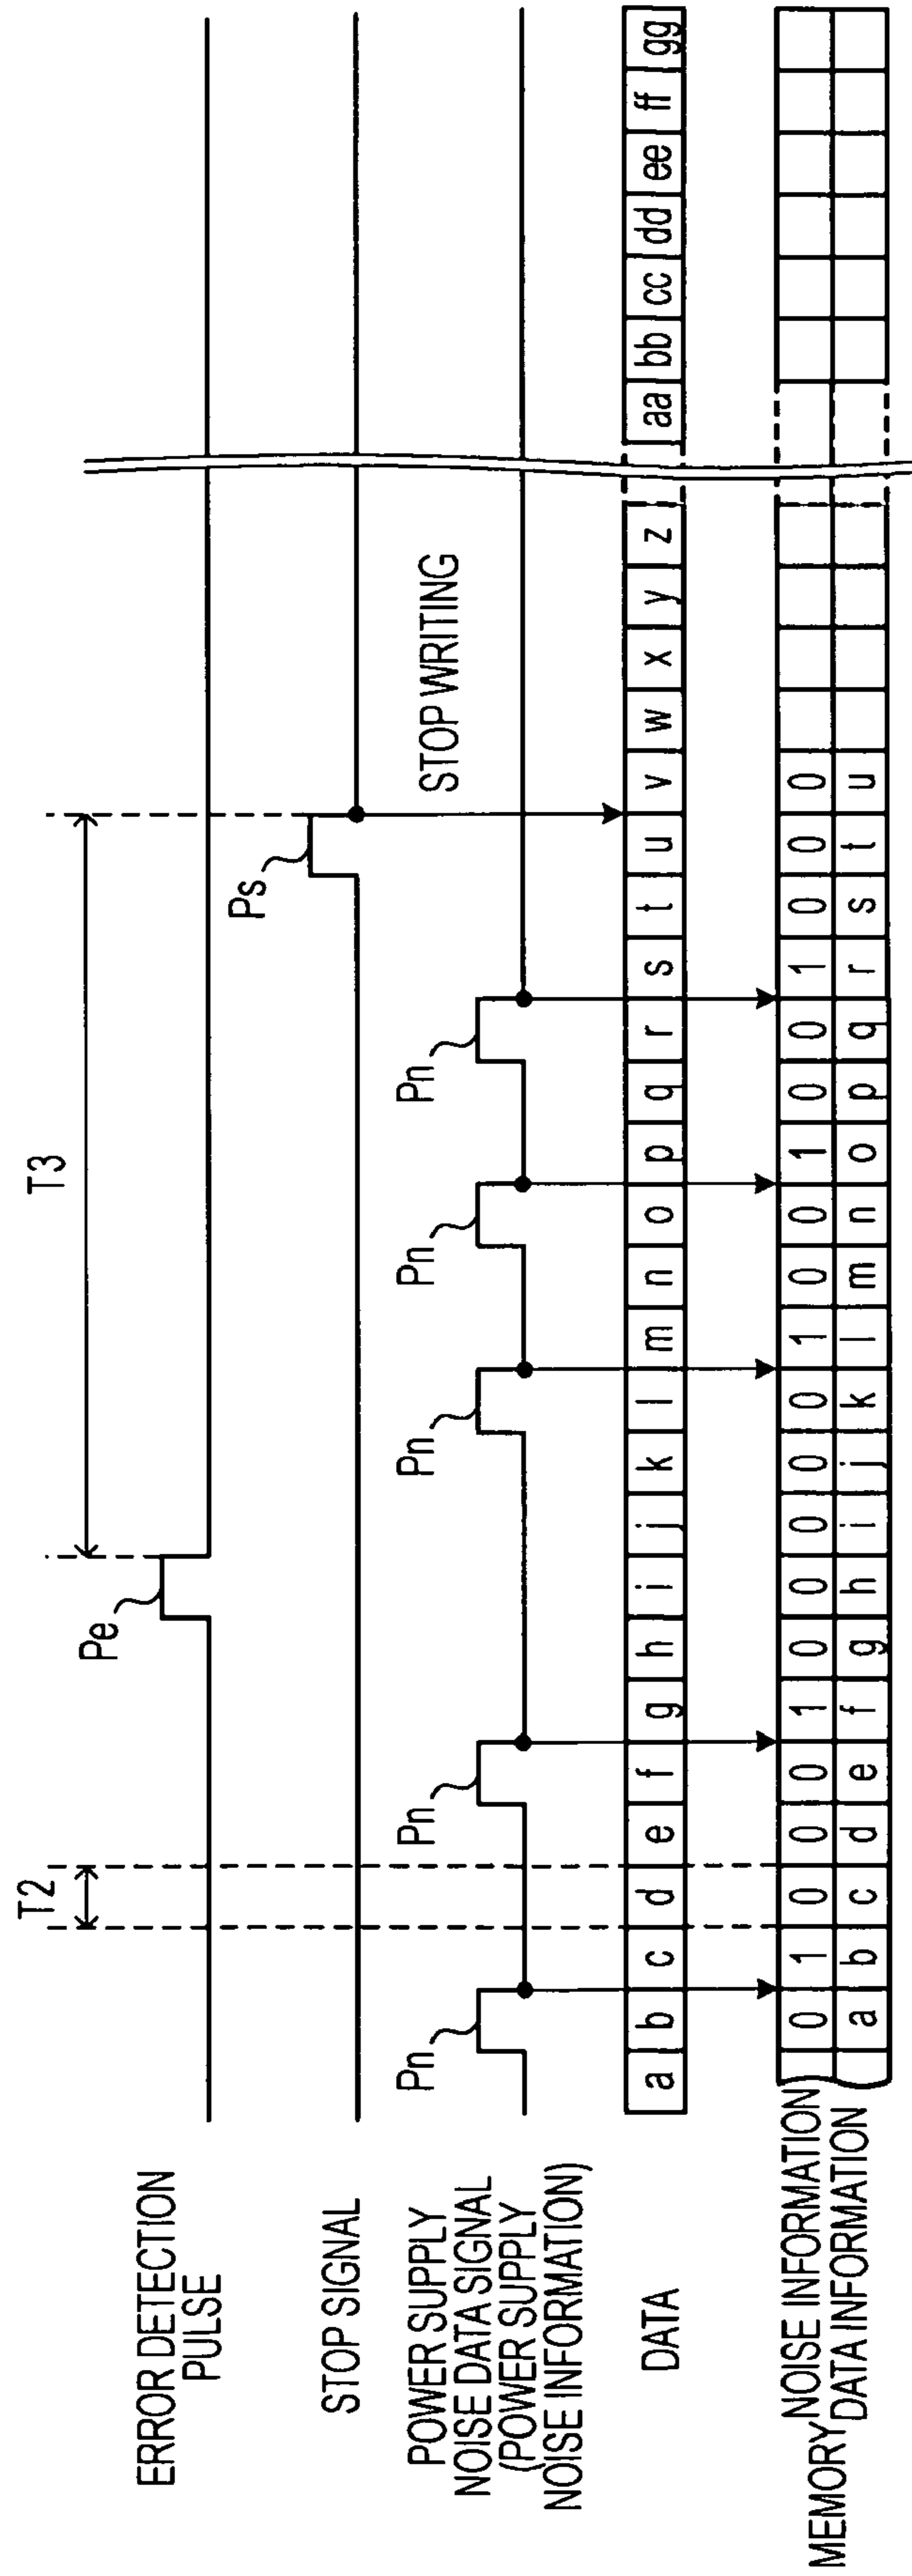 T2 T3
ERROR DETECTION
PULSE
Pe
STOP SIGNAL
Ps
POWER SUPPLY
NOISE DATA SIGNAL
(POWER SUPPLY
NOISE INFORMATION)
Pn Pn Pn Pn Pn
STOP WRITING
DATA
a b c d e f g h i j k l m n o p q r s t u v w x y z aa bb cc dd ee ff gg
MEMORY
NOISE INFORMATION
0 1 0 0 0 1 0 0 0 0 0 1 0 0 1 0 0 1 0 0 0
DATA INFORMATION
a b c d e f g h i j k l m n o p q r s t u